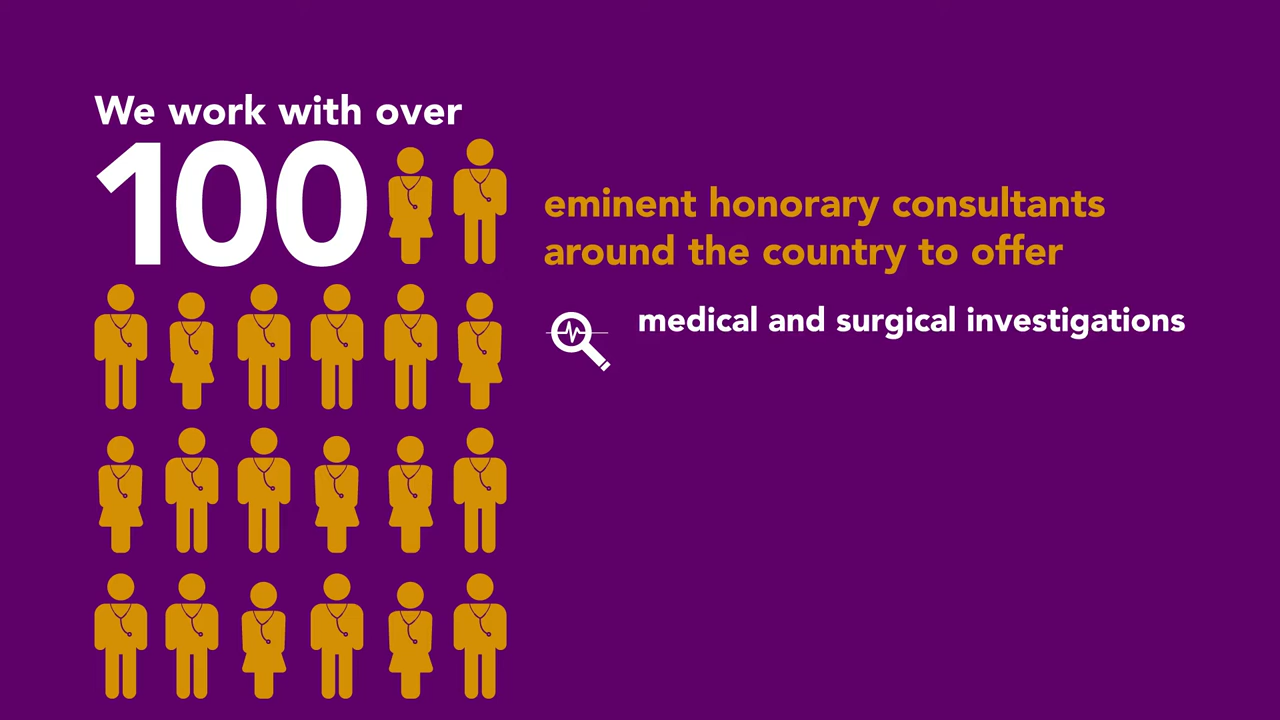 We work with over
100
eminent honorary consultants
around the country to offer
medical and surgical investigations